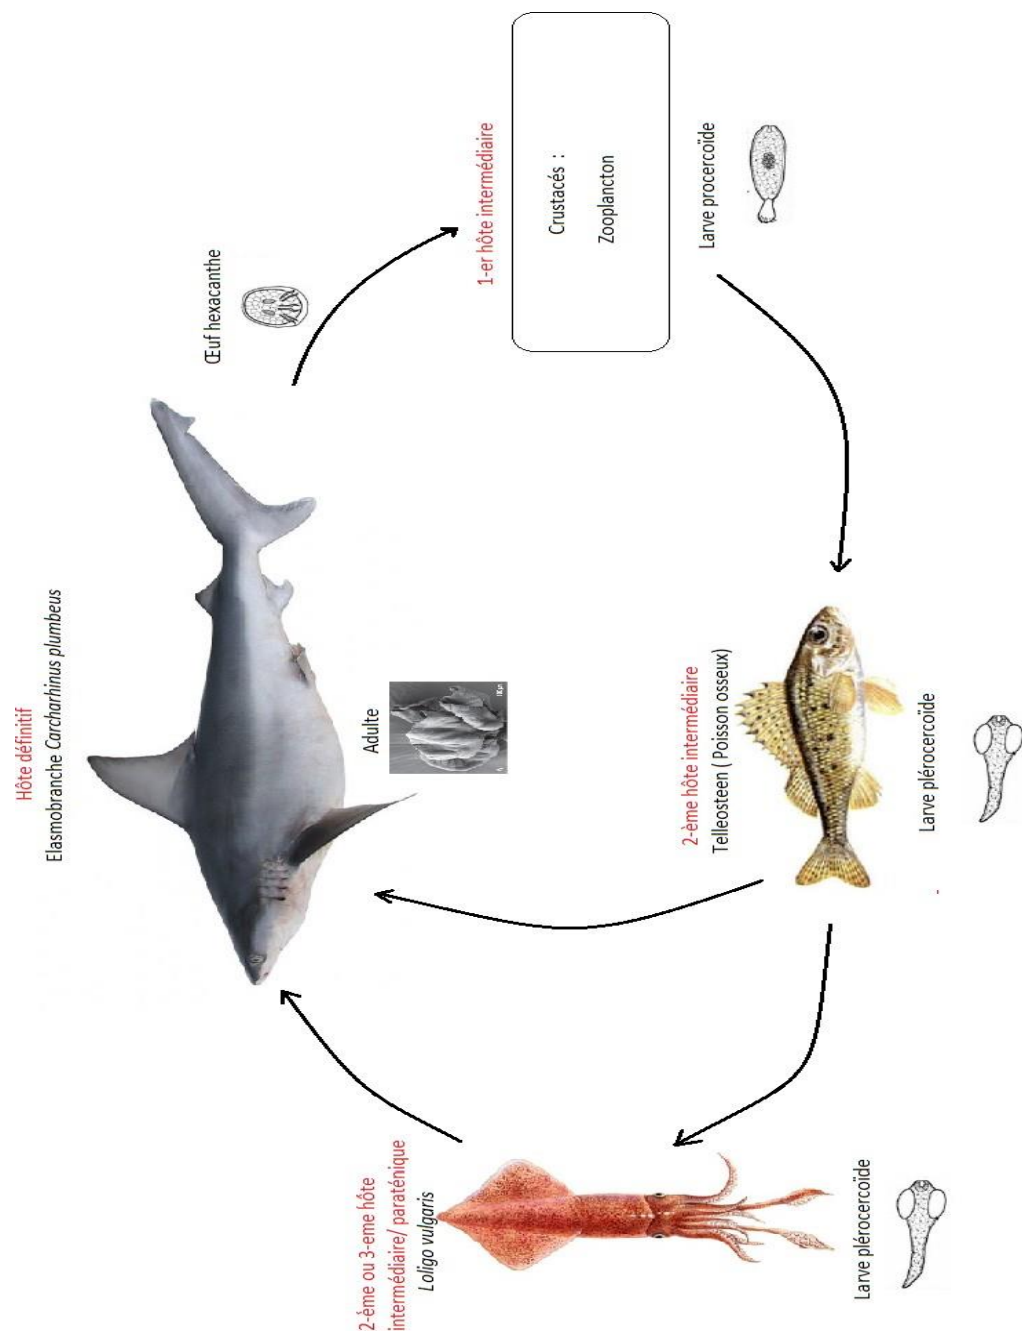 Hôte définitif
Elasmobranche Carcharhinus plumbeus
Œuf hexacanthe
1-er hôte intermédiaire
Crustacés :
Zooplancton
Larve procercoïde
Adulte
2-ème hôte intermédiaire
Telleosteen ( Poisson osseux)
Larve plérocercoïde
2-ème ou 3-eme hôte
intermédiaire/ paraténique
Loligo vulgaris
Larve plérocercoïde